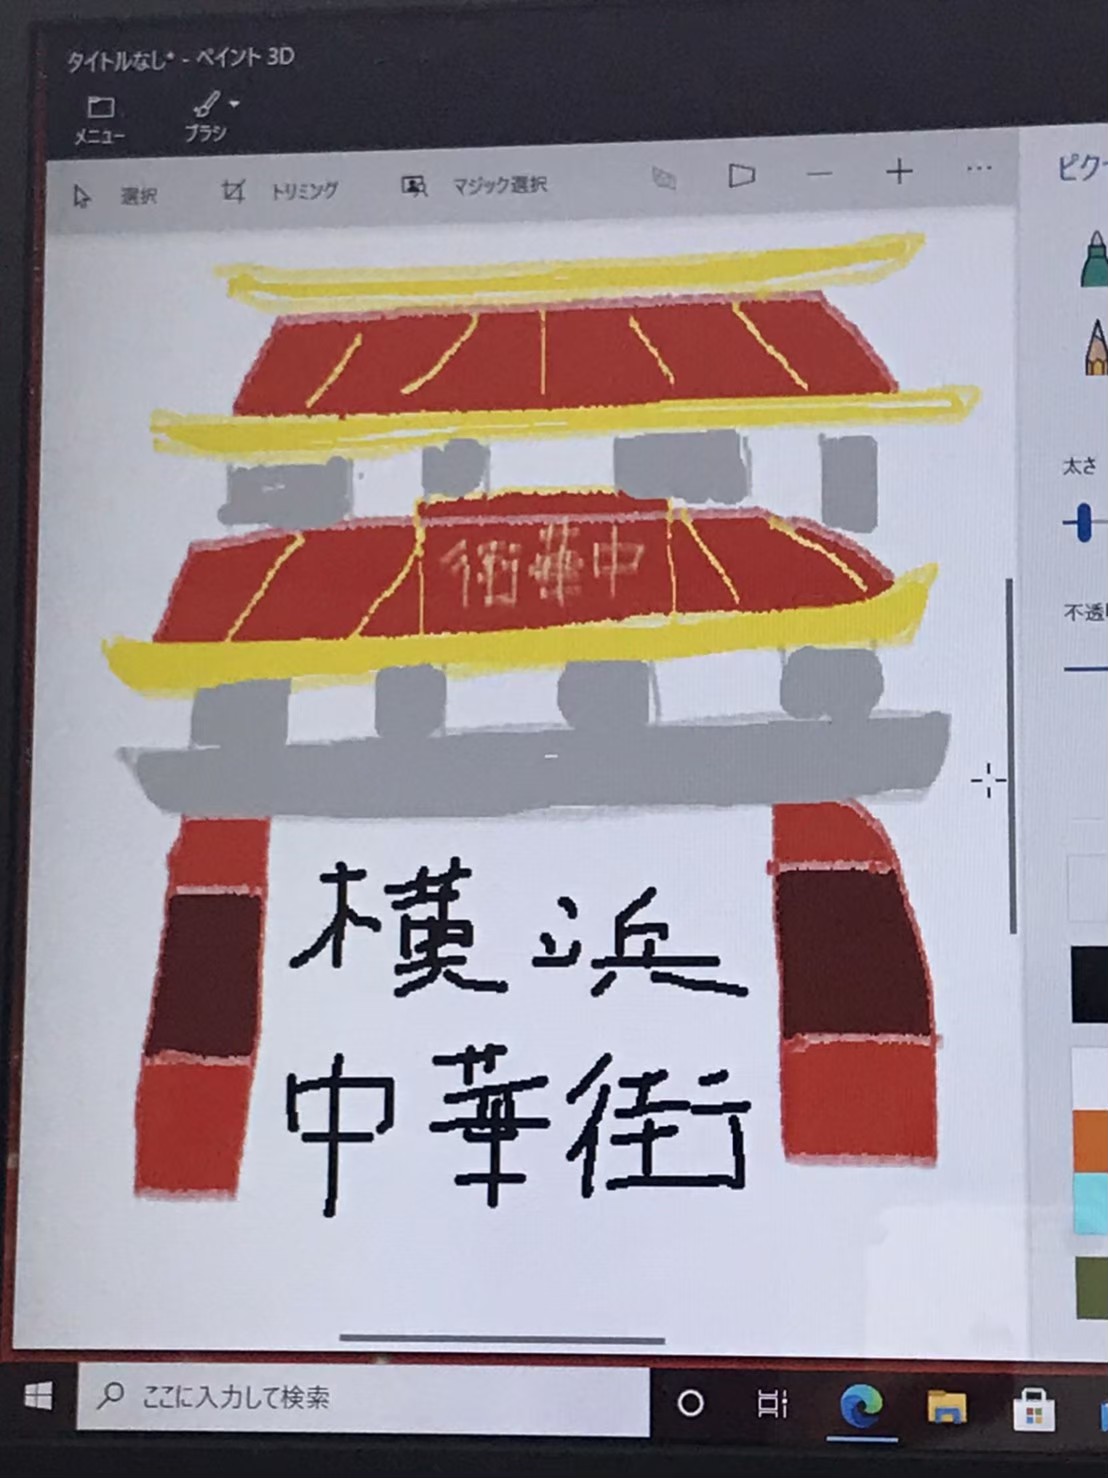 タイトルなし* - ペイント 3D
メニュー
ブラシ
選択
トリミング
マジック選択
ピク
太さ
不透
街華中
横浜
中華街
ここに入力して検索